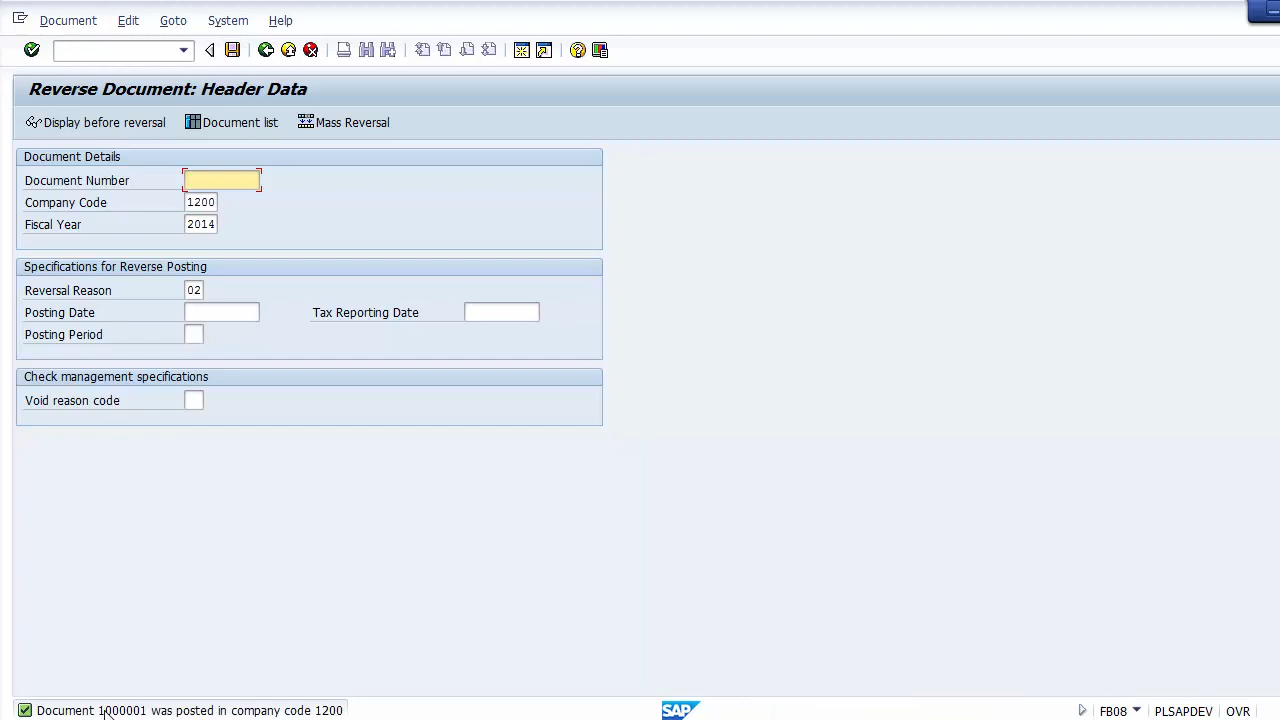 Document Edit Goto System Help
Reverse Document: Header Data
Display before reversal Document list Mass Reversal
Document Details
Document Number
Company Code 1200
Fiscal Year 2014
Specifications for Reverse Posting
Reversal Reason 02
Posting Date Tax Reporting Date
Posting Period
Check management specifications
Void reason code
Document 1000001 was posted in company code 1200 SAP FB08 PLSAPDEV OVR